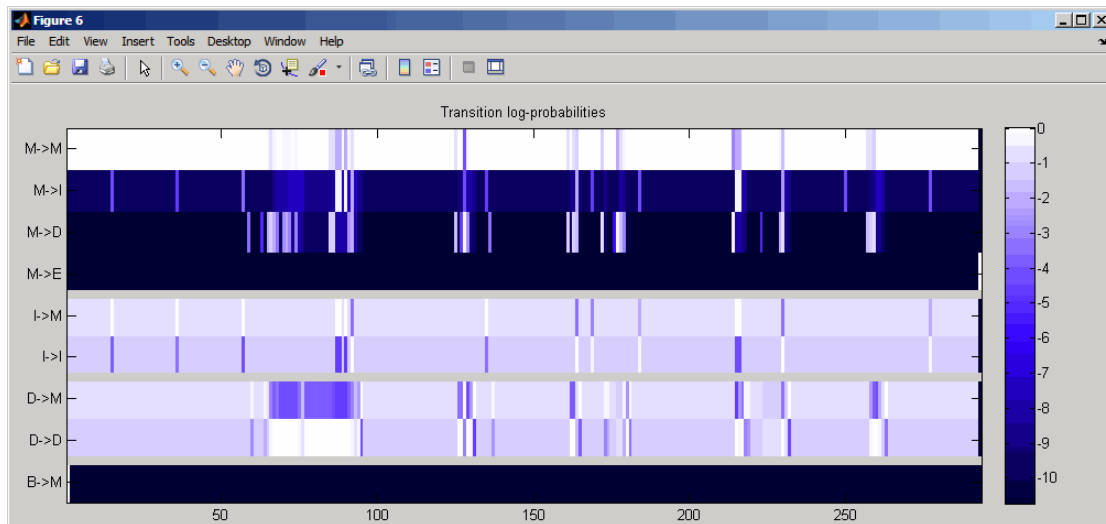 Figure 6
File Edit View Insert Tools Desktop Window Help
Transition log-probabilities
M->M
M->I
M->D
M->E
I->M
I->I
D->M
D->D
B->M
50 100 150 200 250
0
-1
-2
-3
-4
-5
-6
-7
-8
-9
-10